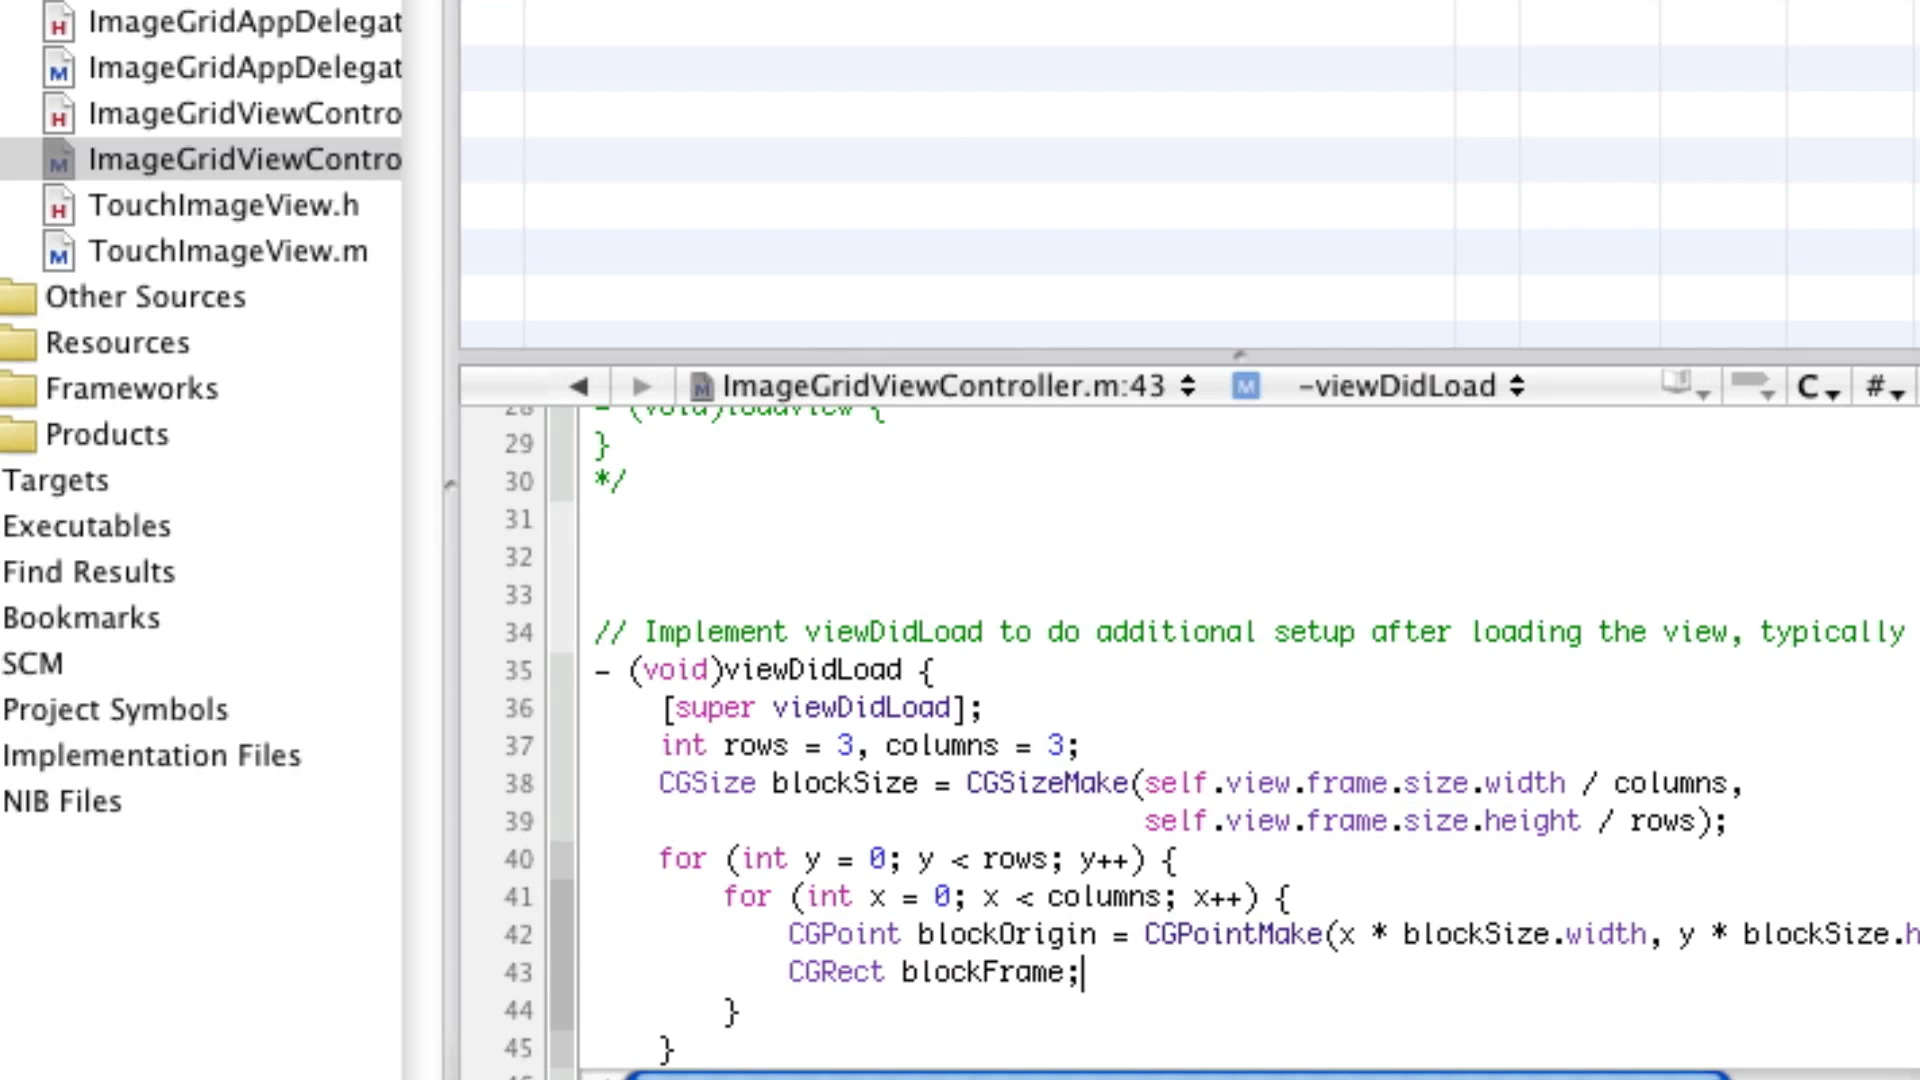 ImageGridAppDelegat
ImageGridAppDelegat
ImageGridViewContro
ImageGridViewContro
TouchImageView.h
TouchImageView.m
Other Sources
Resources
Frameworks
Products
Targets
Executables
Find Results
Bookmarks
SCM
Project Symbols
Implementation Files
NIB Files
ImageGridViewController.m:43 M -viewDidLoad C #
28 - (void)loadView {
29 }
30 */
31
32
33
34 // Implement viewDidLoad to do additional setup after loading the view, typically
35 - (void)viewDidLoad {
36 [super viewDidLoad];
37 int rows = 3, columns = 3;
38 CGSize blockSize = CGSizeMake(self.view.frame.size.width / columns,
39 self.view.frame.size.height / rows);
40 for (int y = 0; y < rows; y++) {
41 for (int x = 0; x < columns; x++) {
42 CGPoint blockOrigin = CGPointMake(x * blockSize.width, y * blockSize.h
43 CGRect blockFrame;
44 }
45 }